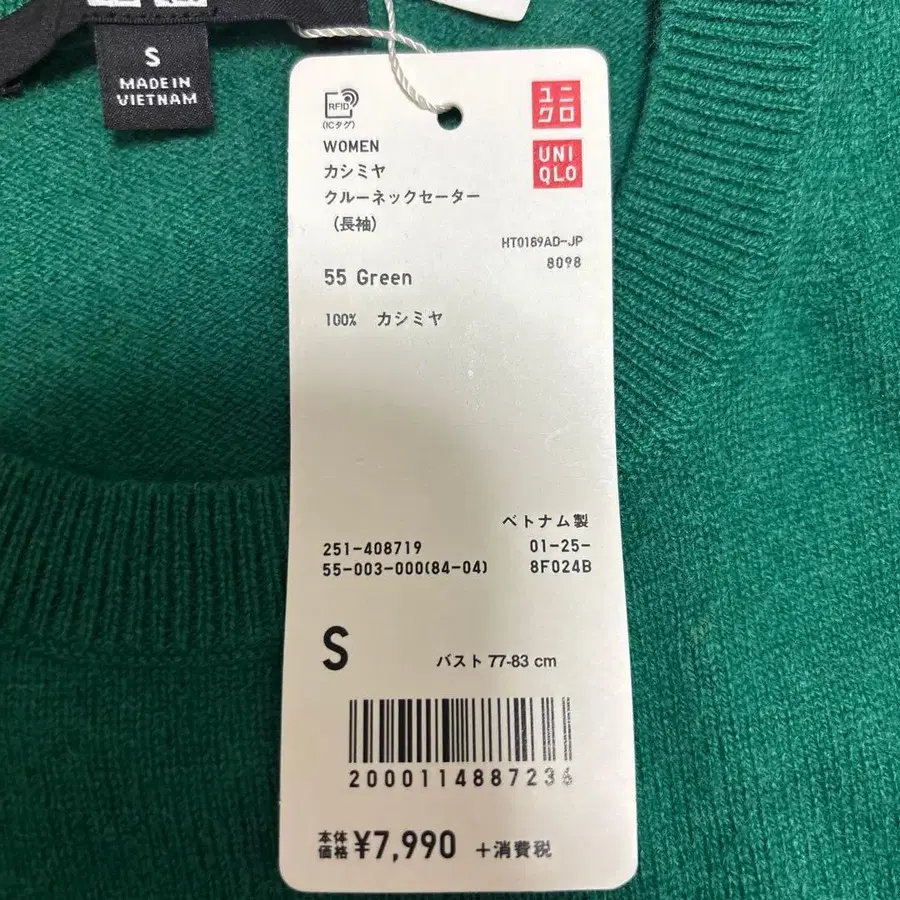 S
MADE IN
VIETNAM
RFID
(ICタグ)
ユニ
クロ
UNI
QLO
WOMEN
カシミヤ
クルーネックセーター
(長袖)
HT0189AD-JP
8098
55 Green
100% カシミヤ
ベトナム製
251-408719 01-25-
55-003-000(84-04) 8F024B
S バスト 77-83 cm
2000114887236
本体
価格 ¥7,990 +消費税